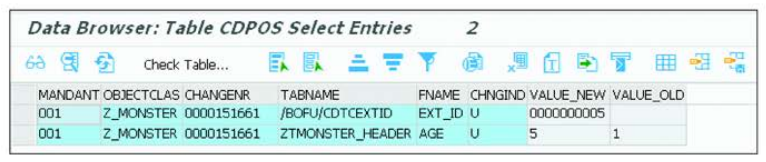 Data Browser: Table CDPOS Select Entries 2
Check Table...
MANDANT OBJECTCLAS CHANGENR TABNAME FNAME CHNGIND VALUE_NEW VALUE_OLD
001 Z_MONSTER 0000151661 /BOFU/CDTCEXTID EXT_ID U 0000000005
001 Z_MONSTER 0000151661 ZTMONSTER_HEADER AGE U 5 1